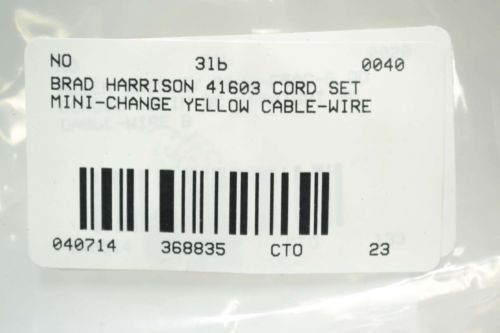 NO 31b 0040
BRAD HARRISON 41603 CORD SET
MINI-CHANGE YELLOW CABLE-WIRE
040714 368835 CTO 23